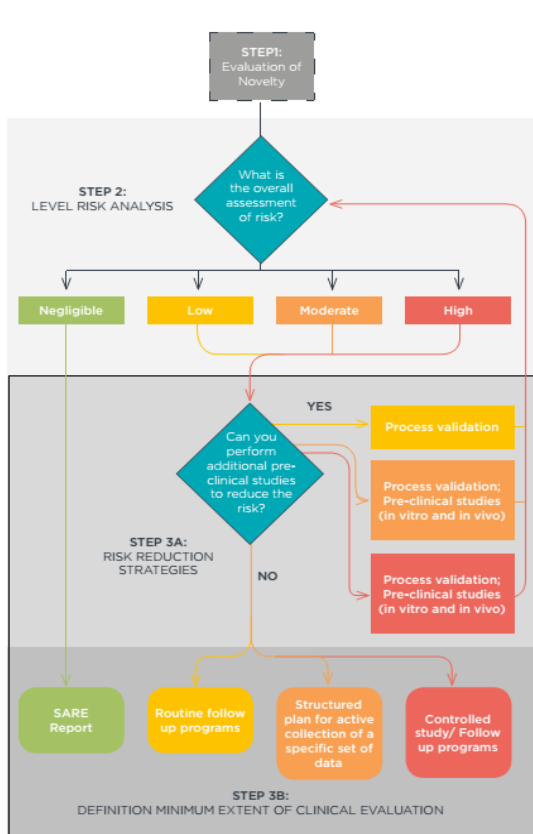 STEP1:
Evaluation of
Novelty
What is
the overall
assessment
of risk?
STEP 2:
LEVEL RISK ANALYSIS
Negligible
Low
Moderate
High
YES
Can you
perform
additional pre-
clinical studies
to reduce the
risk?
Process validation
Process validation;
Pre-clinical studies
(in vitro and in vivo)
STEP 3A:
RISK REDUCTION
STRATEGIES
NO
Process validation;
Pre-clinical studies
(in vitro and in vivo)
SARE
Report
Routine follow
up programs
Structured
plan for active
collection of a
specific set of
data
Controlled
study/ Follow
up programs
STEP 3B:
DEFINITION MINIMUM EXTENT OF CLINICAL EVALUATION